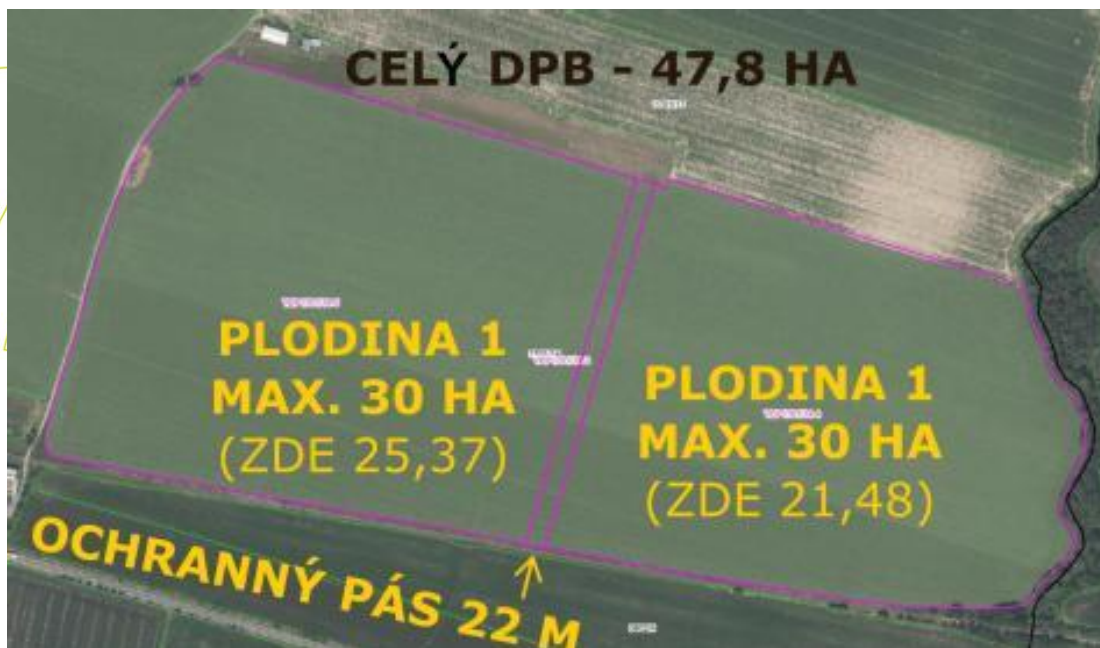 CELÝ DPB - 47,8 HA
PLODINA 1
MAX. 30 HA
(ZDE 25,37)
PLODINA 1
MAX. 30 HA
(ZDE 21,48)
OCHRANNÝ PÁS 22 M